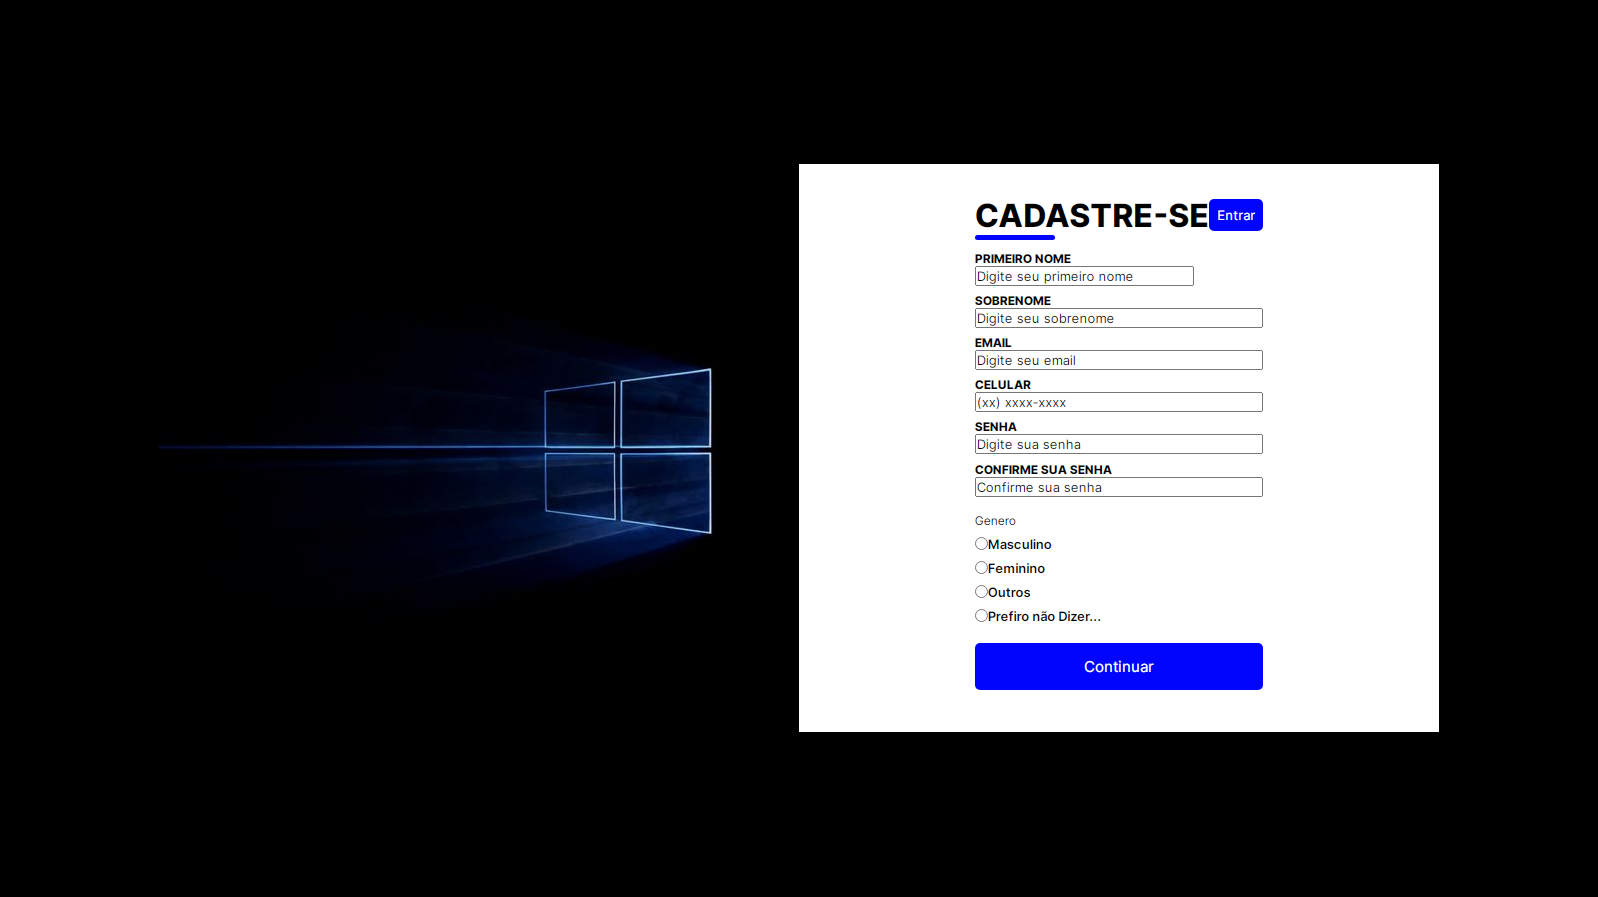 CADASTRE-SE
Entrar
PRIMEIRO NOME
Digite seu primeiro nome
SOBRENOME
Digite seu sobrenome
EMAIL
Digite seu email
CELULAR
(xx) xxxx-xxxx
SENHA
Digite sua senha
CONFIRME SUA SENHA
Confirme sua senha
Genero
Masculino
Feminino
Outros
Prefiro não Dizer...
Continuar